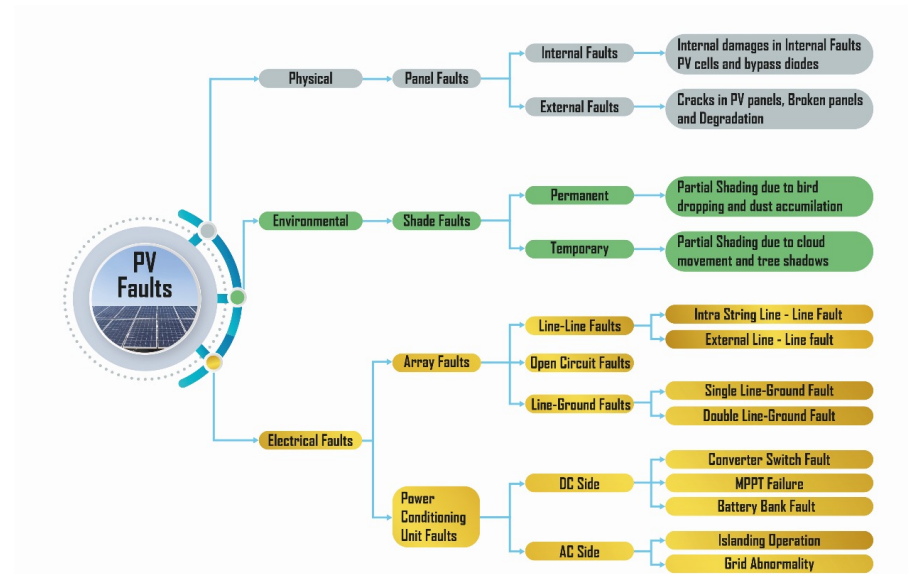 PV
Faults
Physical
Panel Faults
Internal Faults
Internal damages in Internal Faults
PV cells and bypass diodes
External Faults
Cracks in PV panels, Broken panels
and Degradation
Environmental
Shade Faults
Permanent
Partial Shading due to bird
dropping and dust accumilation
Temporary
Partial Shading due to cloud
movement and tree shadows
Electrical Faults
Array Faults
Line-Line Faults
Intra String Line - Line Fault
External Line - Line fault
Open Circuit Faults
Line-Ground Faults
Single Line-Ground Fault
Double Line-Ground Fault
Power
Conditioning
Unit Faults
DC Side
Converter Switch Fault
MPPT Failure
Battery Bank Fault
AC Side
Islanding Operation
Grid Abnormality